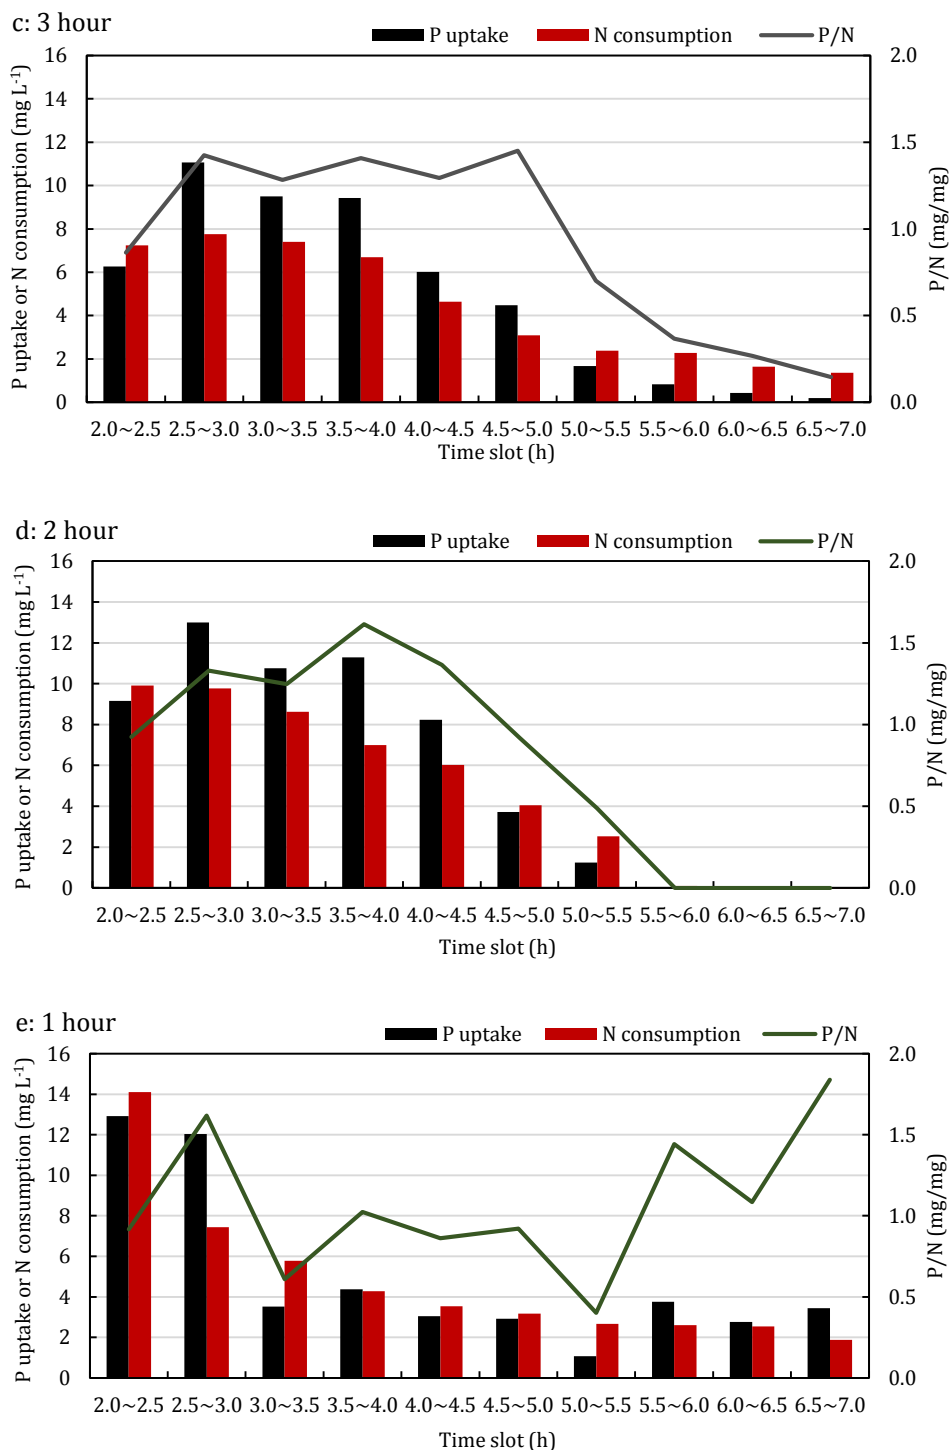 c: 3 hour
P uptake N consumption P/N
P uptake or N consumption (mg L⁻¹)
16
14
12
10
8
6
4
2
0
2.0
1.5
1.0
0.5
0.0
P/N (mg/mg)
2.0~2.5 2.5~3.0 3.0~3.5 3.5~4.0 4.0~4.5 4.5~5.0 5.0~5.5 5.5~6.0 6.0~6.5 6.5~7.0
Time slot (h)
d: 2 hour
P uptake N consumption P/N
P uptake or N consumption (mg L⁻¹)
16
14
12
10
8
6
4
2
0
2.0
1.5
1.0
0.5
0.0
P/N (mg/mg)
2.0~2.5 2.5~3.0 3.0~3.5 3.5~4.0 4.0~4.5 4.5~5.0 5.0~5.5 5.5~6.0 6.0~6.5 6.5~7.0
Time slot (h)
e: 1 hour
P uptake N consumption P/N
P uptake or N consumption (mg L⁻¹)
16
14
12
10
8
6
4
2
0
2.0
1.5
1.0
0.5
0.0
P/N (mg/mg)
2.0~2.5 2.5~3.0 3.0~3.5 3.5~4.0 4.0~4.5 4.5~5.0 5.0~5.5 5.5~6.0 6.0~6.5 6.5~7.0
Time slot (h)